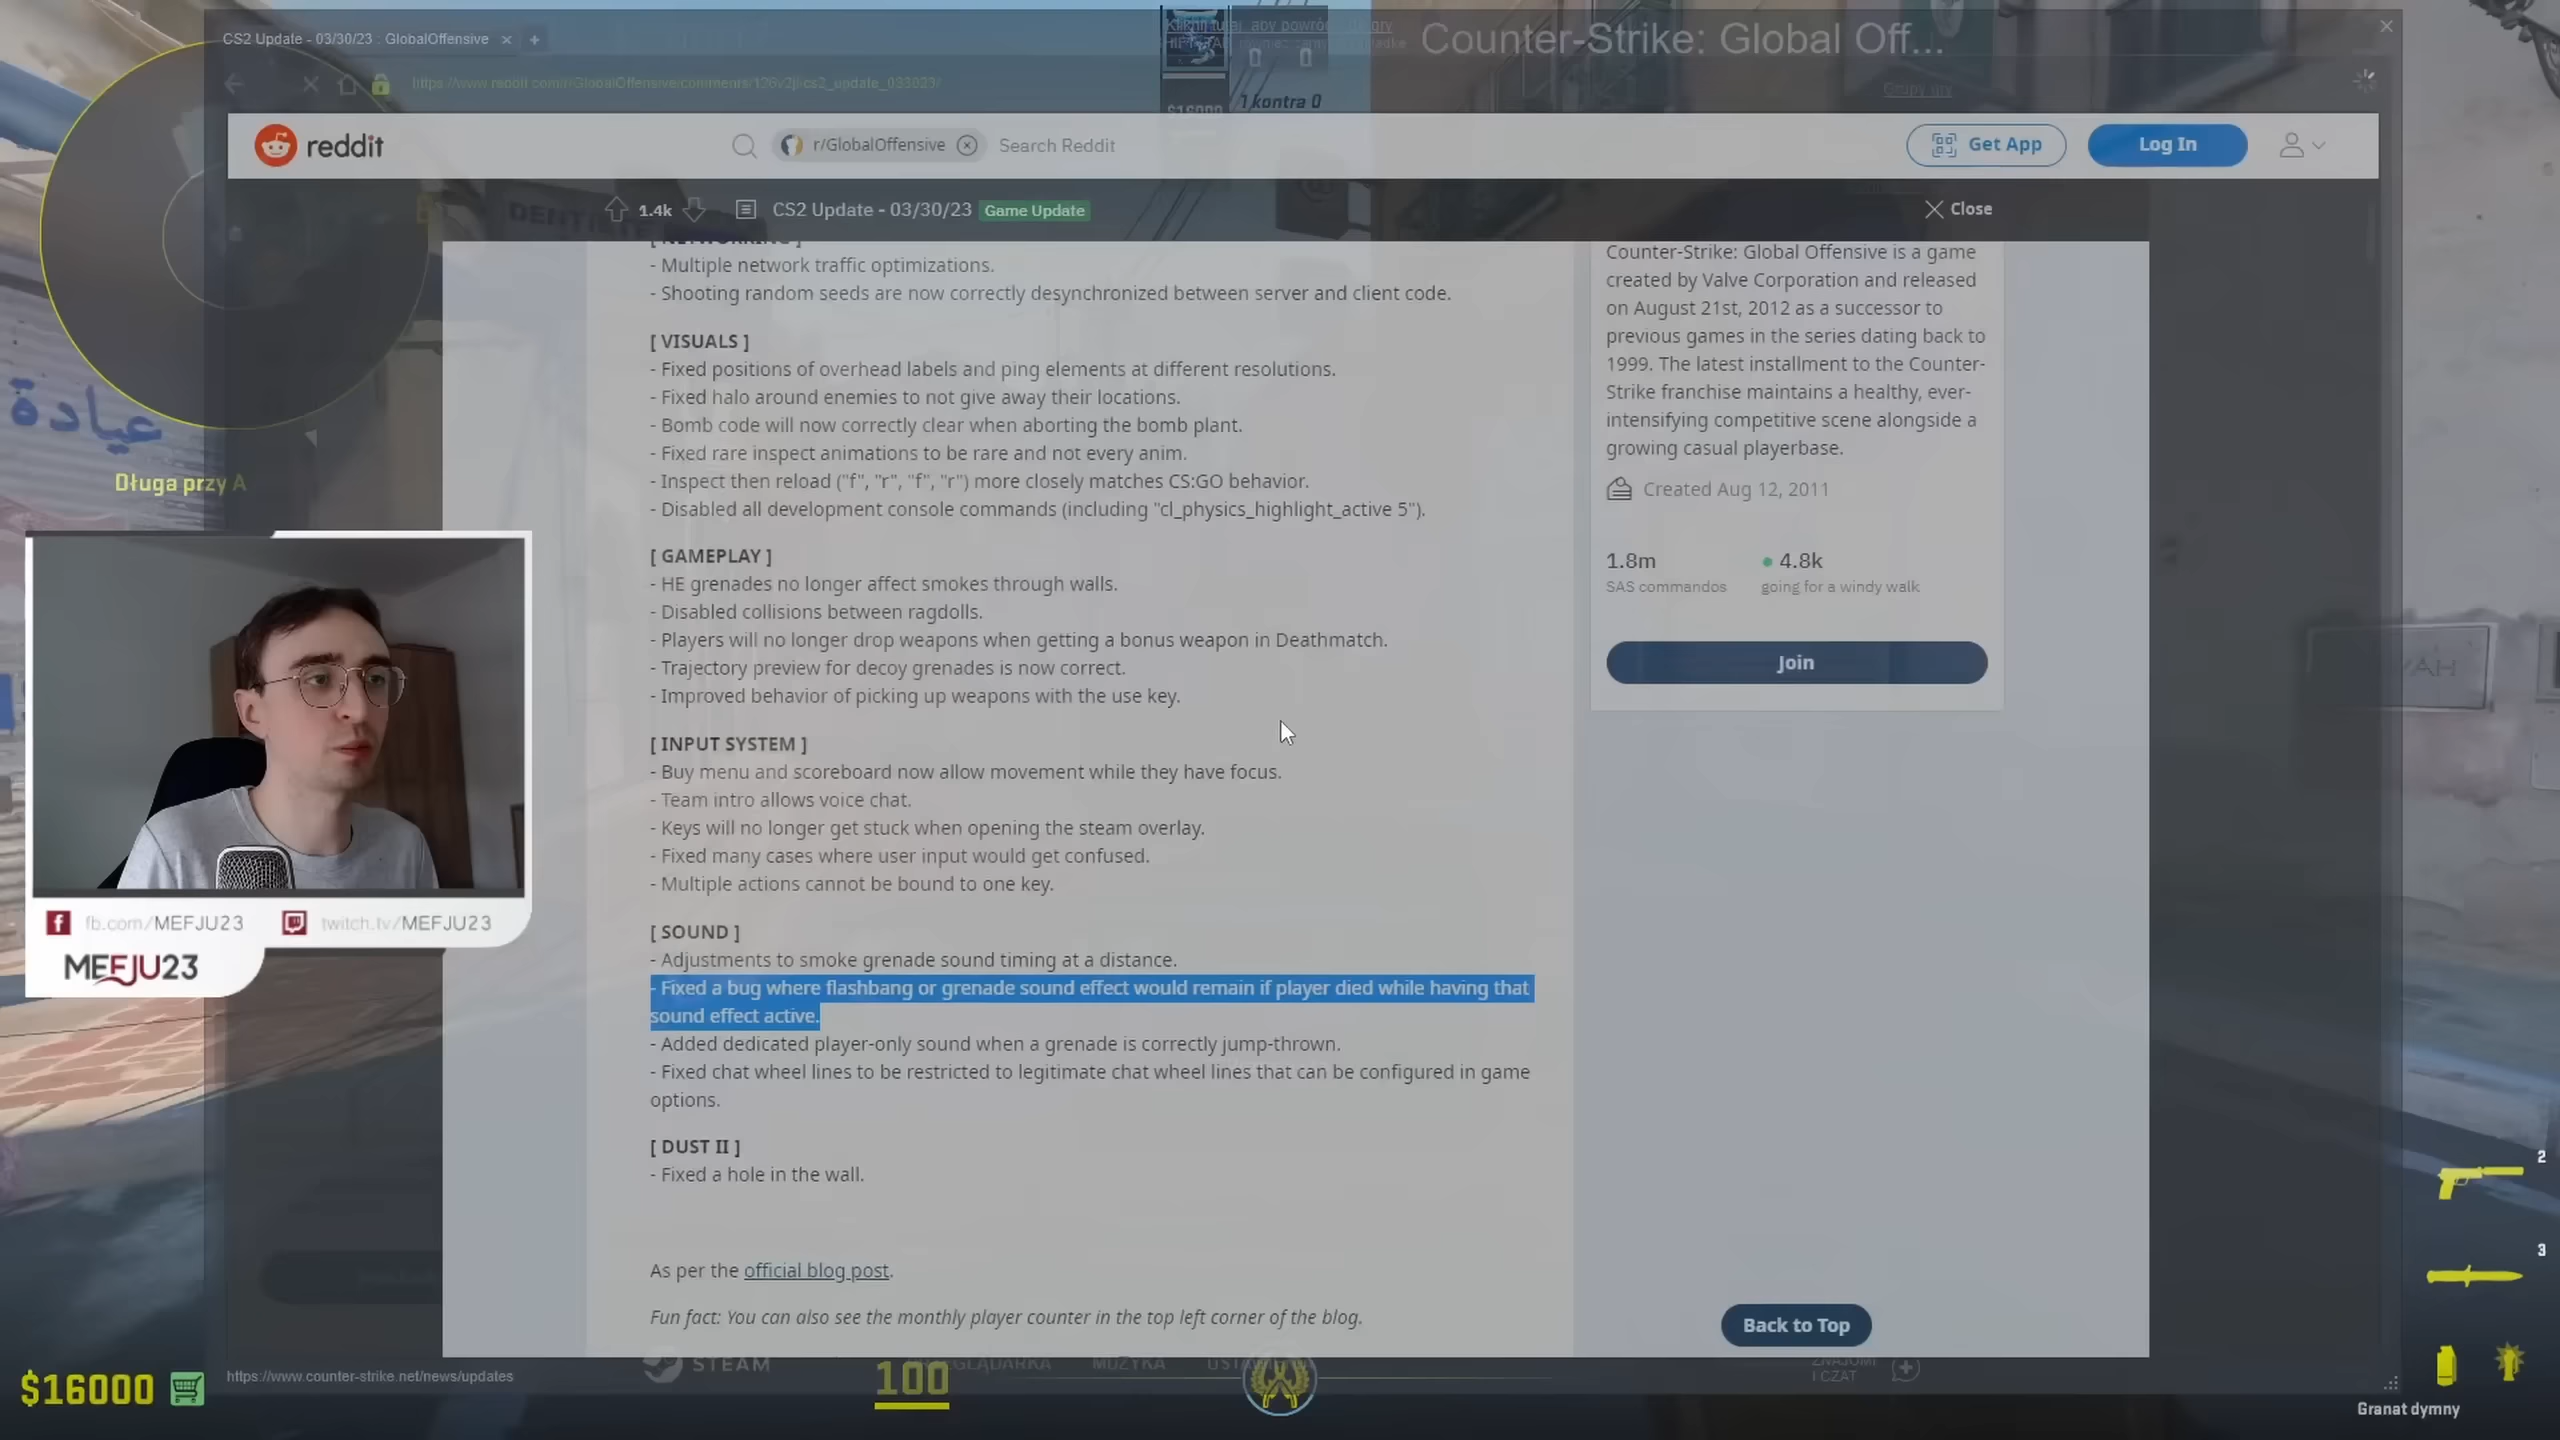 CS2 Update - 03/30/23 : GlobalOffensive
Counter-Strike: Global Off...
0 0
$16000
1 kontra 0
Grupy gry
reddit
r/GlobalOffensive
Search Reddit
Get App
Log In
1.4k
CS2 Update - 03/30/23
Game Update
Close
[ NETWORKING ]
- Multiple network traffic optimizations.
- Shooting random seeds are now correctly desynchronized between server and client code.
[ VISUALS ]
- Fixed positions of overhead labels and ping elements at different resolutions.
- Fixed halo around enemies to not give away their locations.
- Bomb code will now correctly clear when aborting the bomb plant.
- Fixed rare inspect animations to be rare and not every anim.
- Inspect then reload ("f", "r", "f", "r") more closely matches CS:GO behavior.
- Disabled all development console commands (including "cl_physics_highlight_active 5").
[ GAMEPLAY ]
- HE grenades no longer affect smokes through walls.
- Disabled collisions between ragdolls.
- Players will no longer drop weapons when getting a bonus weapon in Deathmatch.
- Trajectory preview for decoy grenades is now correct.
- Improved behavior of picking up weapons with the use key.
[ INPUT SYSTEM ]
- Buy menu and scoreboard now allow movement while they have focus.
- Team intro allows voice chat.
- Keys will no longer get stuck when opening the steam overlay.
- Fixed many cases where user input would get confused.
- Multiple actions cannot be bound to one key.
[ SOUND ]
- Adjustments to smoke grenade sound timing at a distance.
- Fixed a bug where flashbang or grenade sound effect would remain if player died while having that
sound effect active.
- Added dedicated player-only sound when a grenade is correctly jump-thrown.
- Fixed chat wheel lines to be restricted to legitimate chat wheel lines that can be configured in game
options.
[ DUST II ]
- Fixed a hole in the wall.
As per the official blog post.
Fun fact: You can also see the monthly player counter in the top left corner of the blog.
Counter-Strike: Global Offensive is a game
created by Valve Corporation and released
on August 21st, 2012 as a successor to
previous games in the series dating back to
1999. The latest installment to the Counter-
Strike franchise maintains a healthy, ever-
intensifying competitive scene alongside a
growing casual playerbase.
Created Aug 12, 2011
1.8m
SAS commandos
4.8k
going for a windy walk
Join
Back to Top
عيادة
Długa przy A
fb.com/MEFJU23
twitch.tv/MEFJU23
MEFJU23
https://www.counter-strike.net/news/updates
$16000
STEAM
100
MUZYKA
ZNAJOMI
I CZAT
2
3
Granat dymny